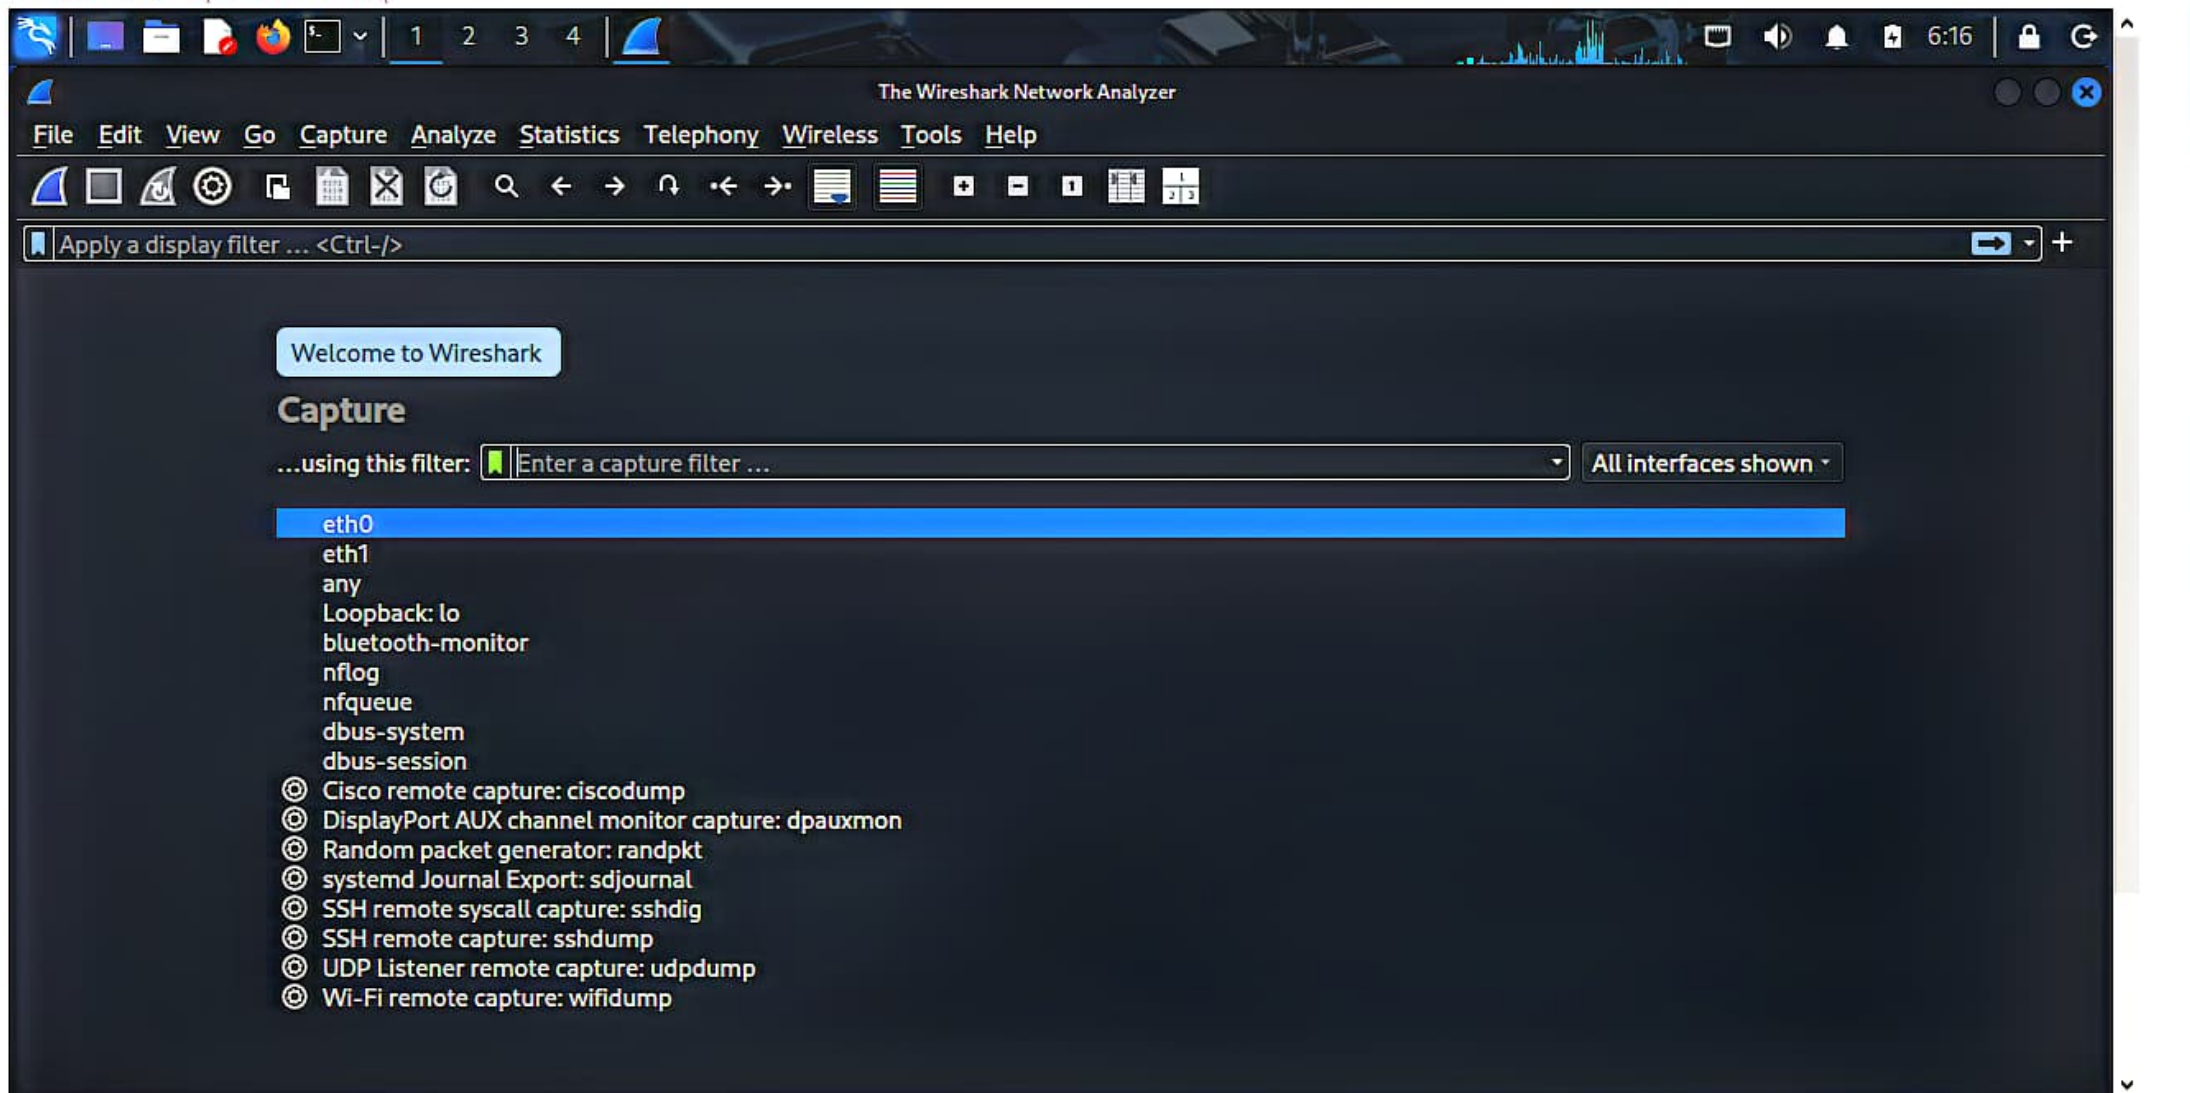 1 2 3 4 6:16
The Wireshark Network Analyzer
File Edit View Go Capture Analyze Statistics Telephony Wireless Tools Help
Apply a display filter ... <Ctrl-/>
Welcome to Wireshark
Capture
...using this filter: Enter a capture filter ... All interfaces shown
eth0
eth1
any
Loopback: lo
bluetooth-monitor
nflog
nfqueue
dbus-system
dbus-session
Cisco remote capture: ciscodump
DisplayPort AUX channel monitor capture: dpauxmon
Random packet generator: randpkt
systemd Journal Export: sdjournal
SSH remote syscall capture: sshdig
SSH remote capture: sshdump
UDP Listener remote capture: udpdump
Wi-Fi remote capture: wifidump